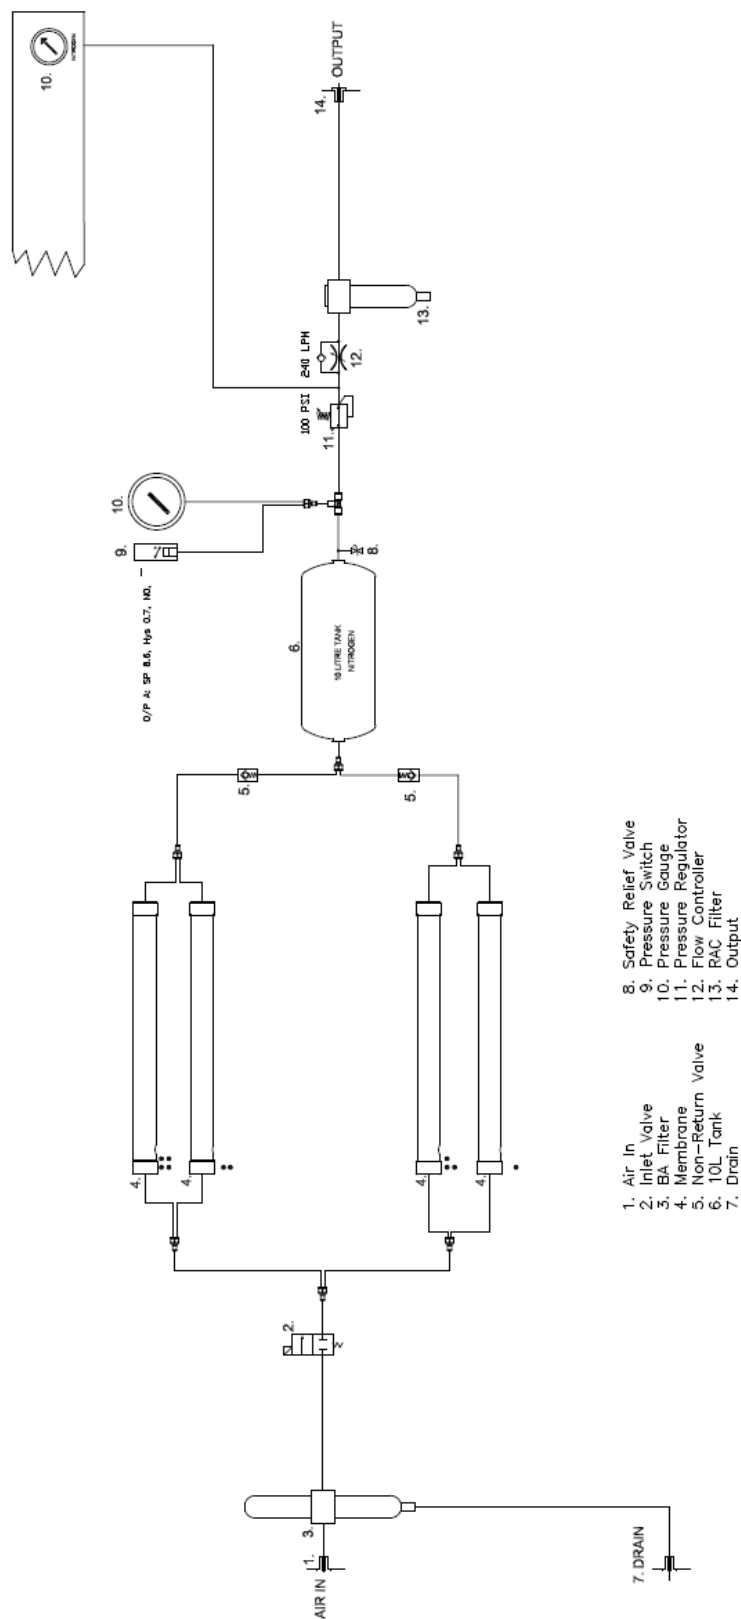 AIR IN
1.
3.
7. DRAIN
2.
4.
4.
4.
4.
5.
5.
6.
10 LITRE TANK
NITROGEN
O/P A: SP 8.6, Hys 0.7, NO, —
9.
10.
8.
11.
100 PSI
12.
240 LPM
13.
14.
OUTPUT
10.
NITROGEN
1. Air In
2. Inlet Valve
3. BA Filter
4. Membrane
5. Non-Return Valve
6. 10L Tank
7. Drain
8. Safety Relief Valve
9. Pressure Switch
10. Pressure Gauge
11. Pressure Regulator
12. Flow Controller
13. RAC Filter
14. Output